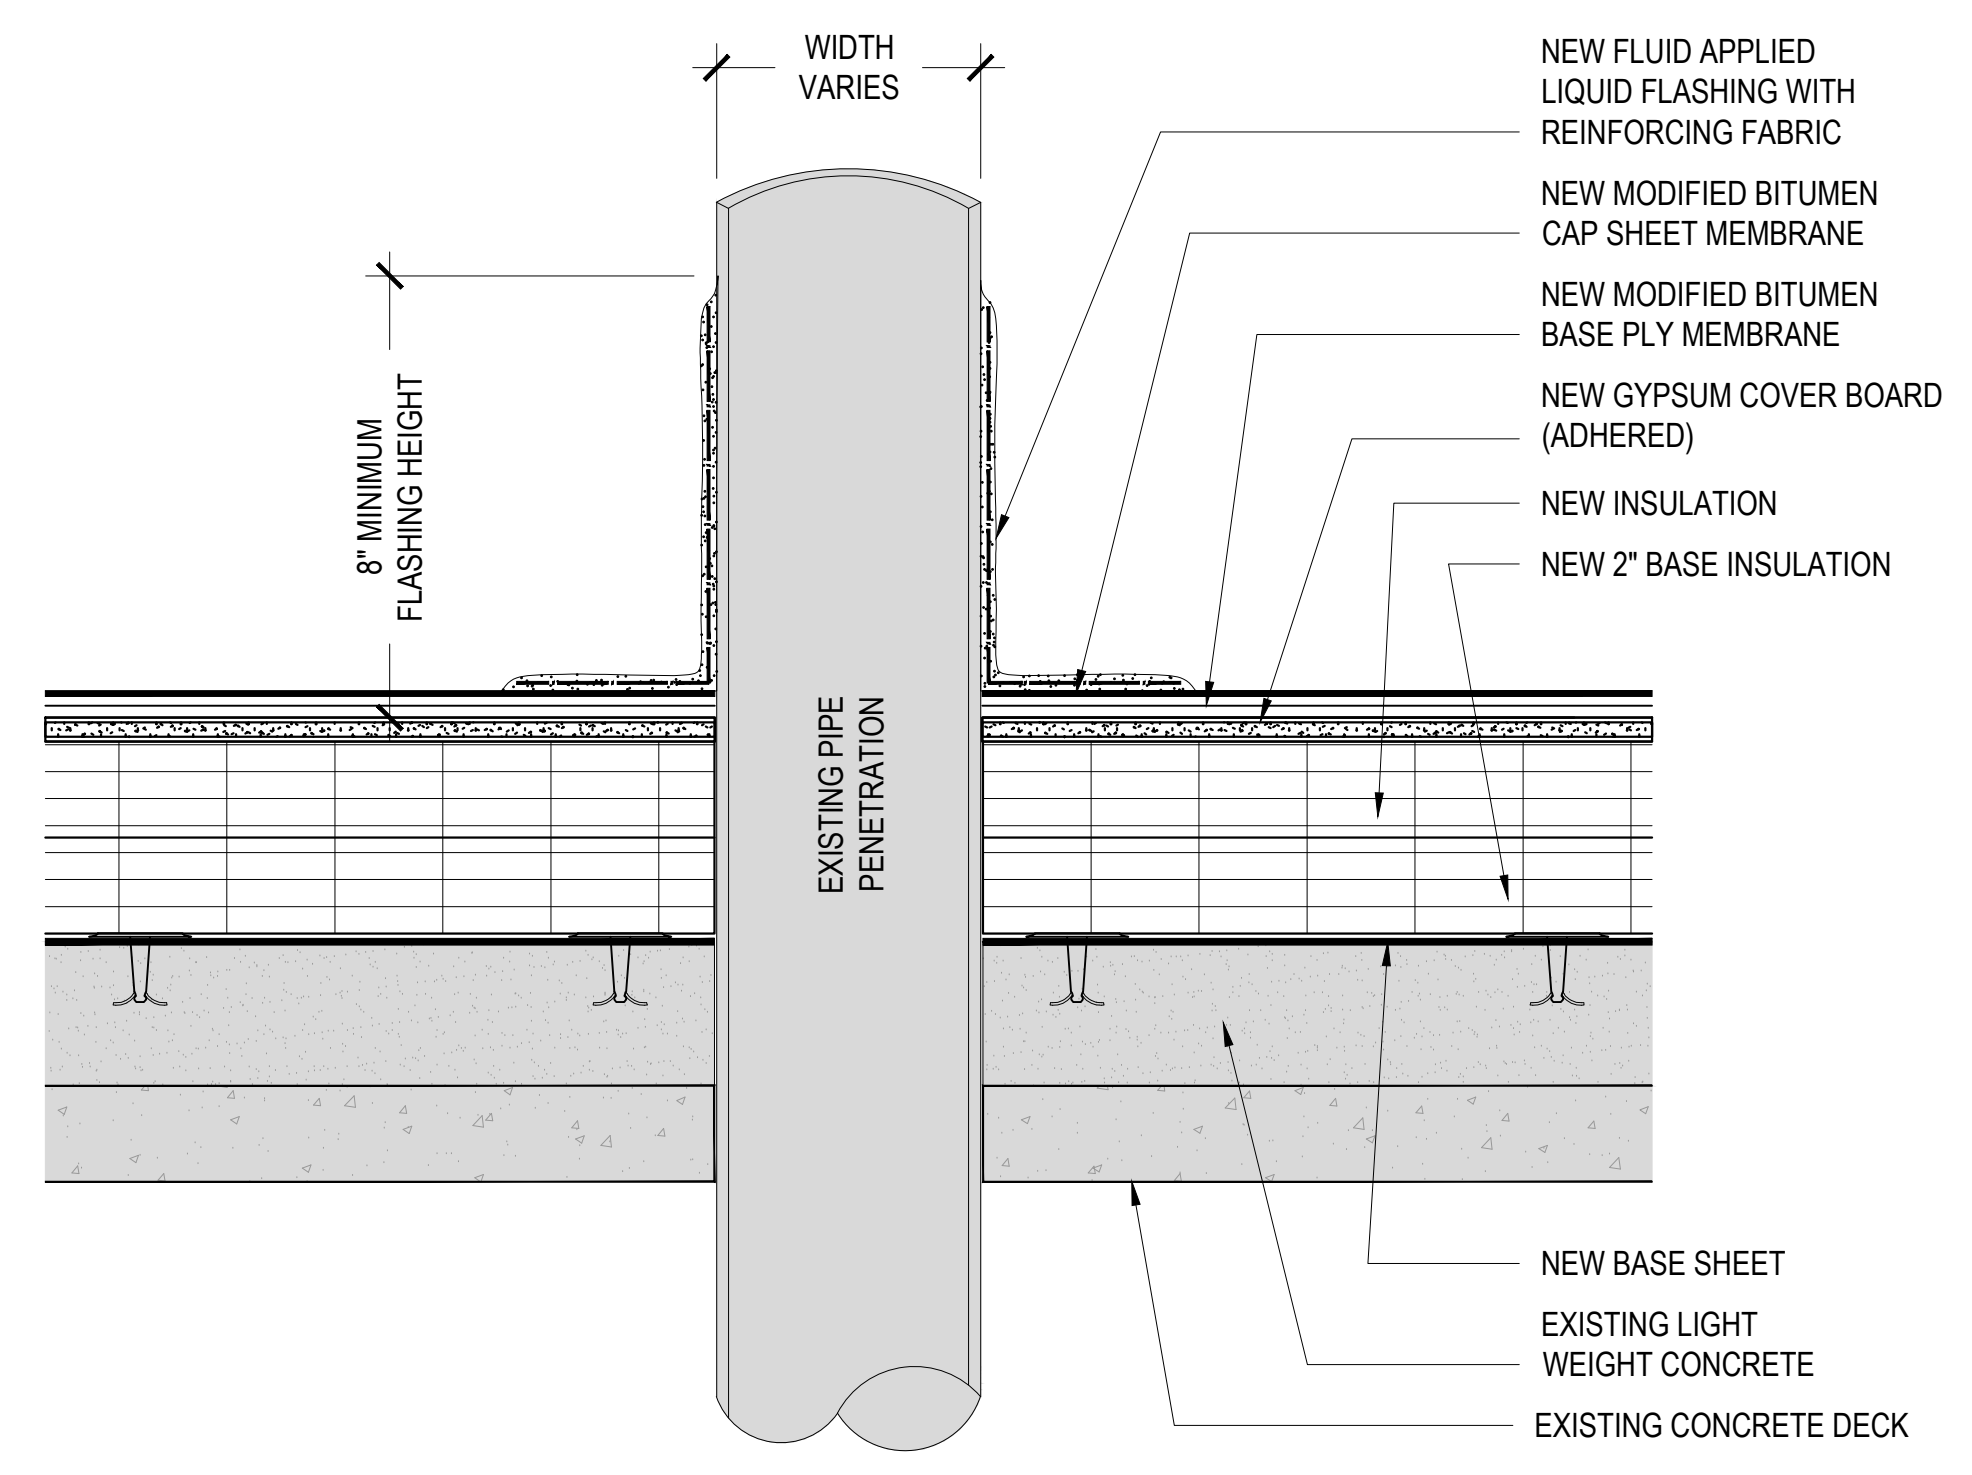 WIDTH
VARIES
NEW FLUID APPLIED
LIQUID FLASHING WITH
REINFORCING FABRIC
NEW MODIFIED BITUMEN
CAP SHEET MEMBRANE
NEW MODIFIED BITUMEN
BASE PLY MEMBRANE
NEW GYPSUM COVER BOARD
(ADHERED)
NEW INSULATION
NEW 2" BASE INSULATION
8" MINIMUM
FLASHING HEIGHT
EXISTING PIPE
PENETRATION
NEW BASE SHEET
EXISTING LIGHT
WEIGHT CONCRETE
EXISTING CONCRETE DECK